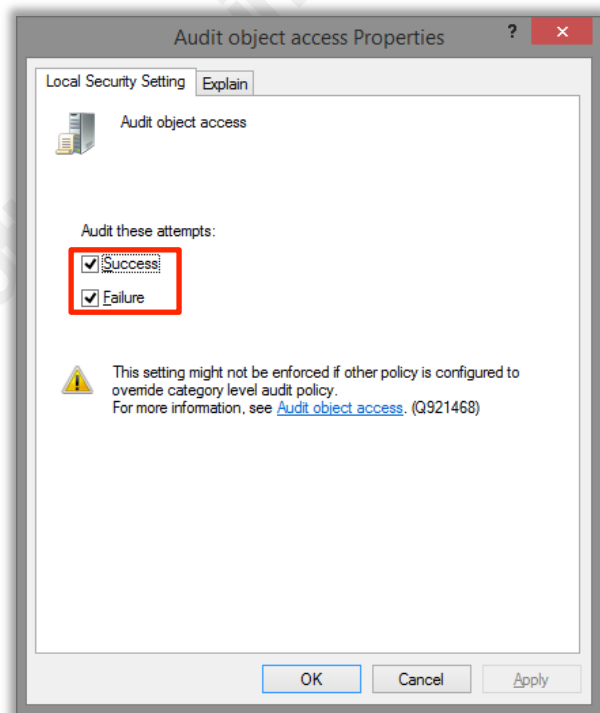 Audit object access Properties
?
Local Security Setting
Explain
Audit object access
Audit these attempts:
Success
Failure
This setting might not be enforced if other policy is configured to
override category level audit policy.
For more information, see Audit object access. (Q921468)
OK
Cancel
Apply